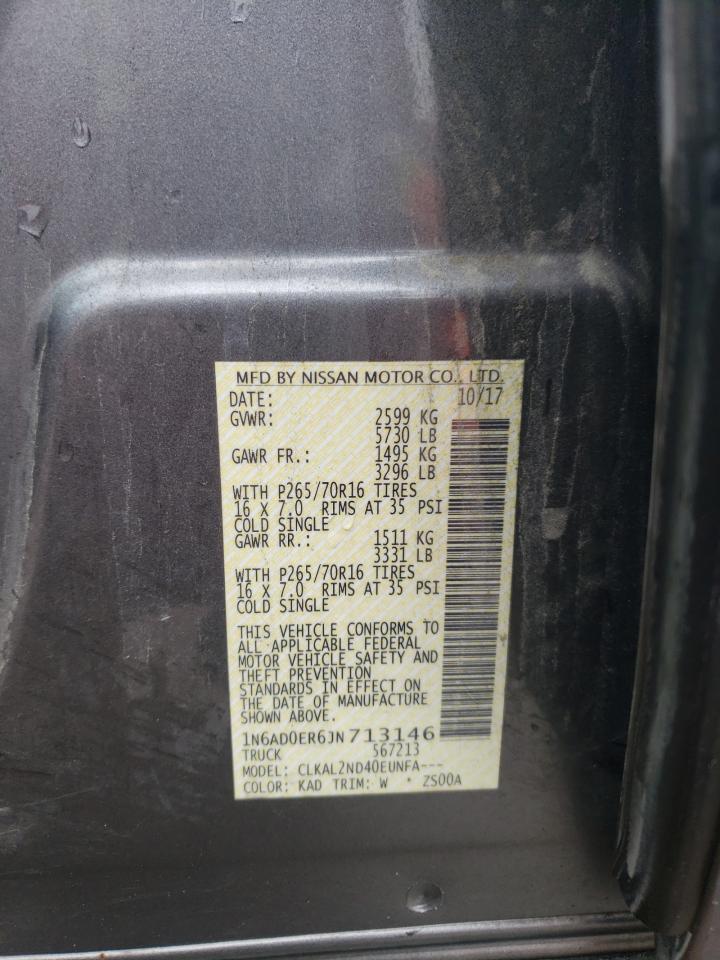 MFD BY NISSAN MOTOR CO., LTD.
DATE: 10/17
GVWR: 2599 KG
5730 LB
GAWR FR.: 1495 KG
3296 LB
WITH P265/70R16 TIRES
16 X 7.0 RIMS AT 35 PSI
COLD SINGLE
GAWR RR.: 1511 KG
3331 LB
WITH P265/70R16 TIRES
16 X 7.0 RIMS AT 35 PSI
COLD SINGLE
THIS VEHICLE CONFORMS TO
ALL APPLICABLE FEDERAL
MOTOR VEHICLE SAFETY AND
THEFT PREVENTION
STANDARDS IN EFFECT ON
THE DATE OF MANUFACTURE
SHOWN ABOVE.
1N6AD0ER6JN713146
TRUCK 567213
MODEL: CLKAL2ND40EUNFA---
COLOR: KAD TRIM: W * ZS00A